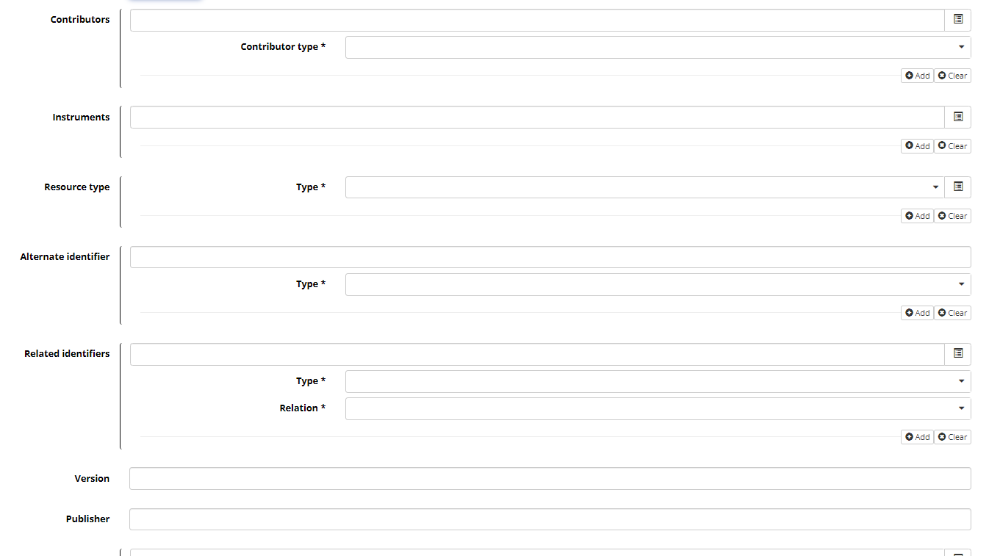 Contributors
Contributor type *
Add Clear
Instruments
Add Clear
Resource type Type *
Add Clear
Alternate identifier
Type *
Add Clear
Related identifiers
Type *
Relation *
Add Clear
Version
Publisher